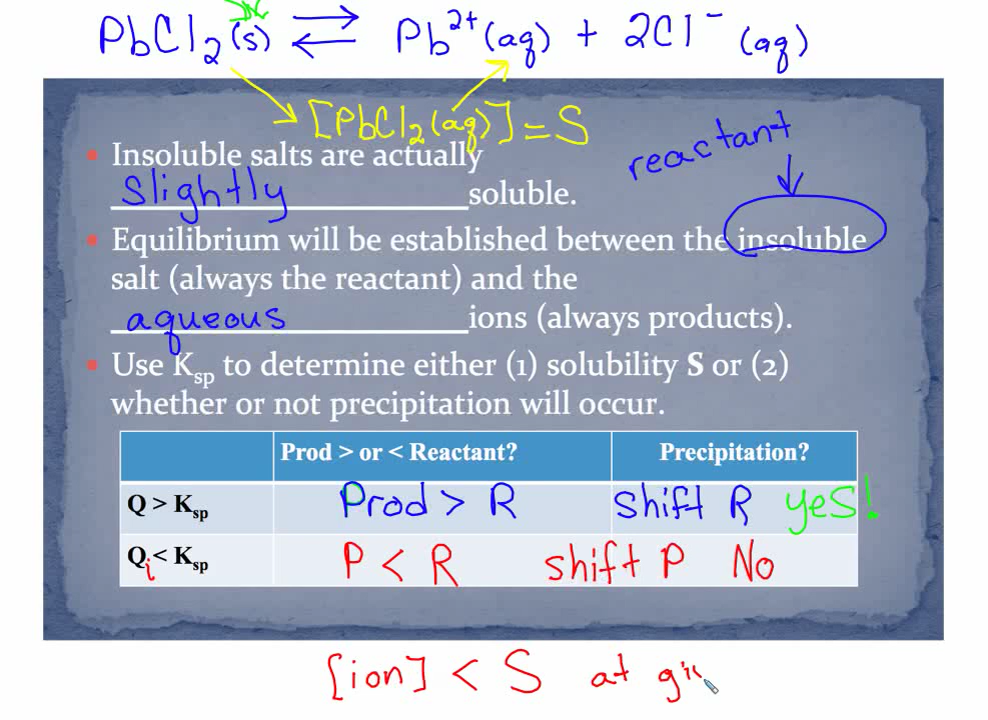 PbCl₂(s) ⇌ Pb²⁺(aq) + 2Cl⁻(aq)
[PbCl₂(aq)] = S
reactant
• Insoluble salts are actually
slightly soluble.
• Equilibrium will be established between the insoluble
salt (always the reactant) and the
aqueous ions (always products).
• Use Kₛₚ to determine either (1) solubility S or (2)
whether or not precipitation will occur.
Prod > or < Reactant? Precipitation?
Q > Kₛₚ Prod > R shift R yes!
Qᵢ < Kₛₚ P < R shift P No
[ion] < S at